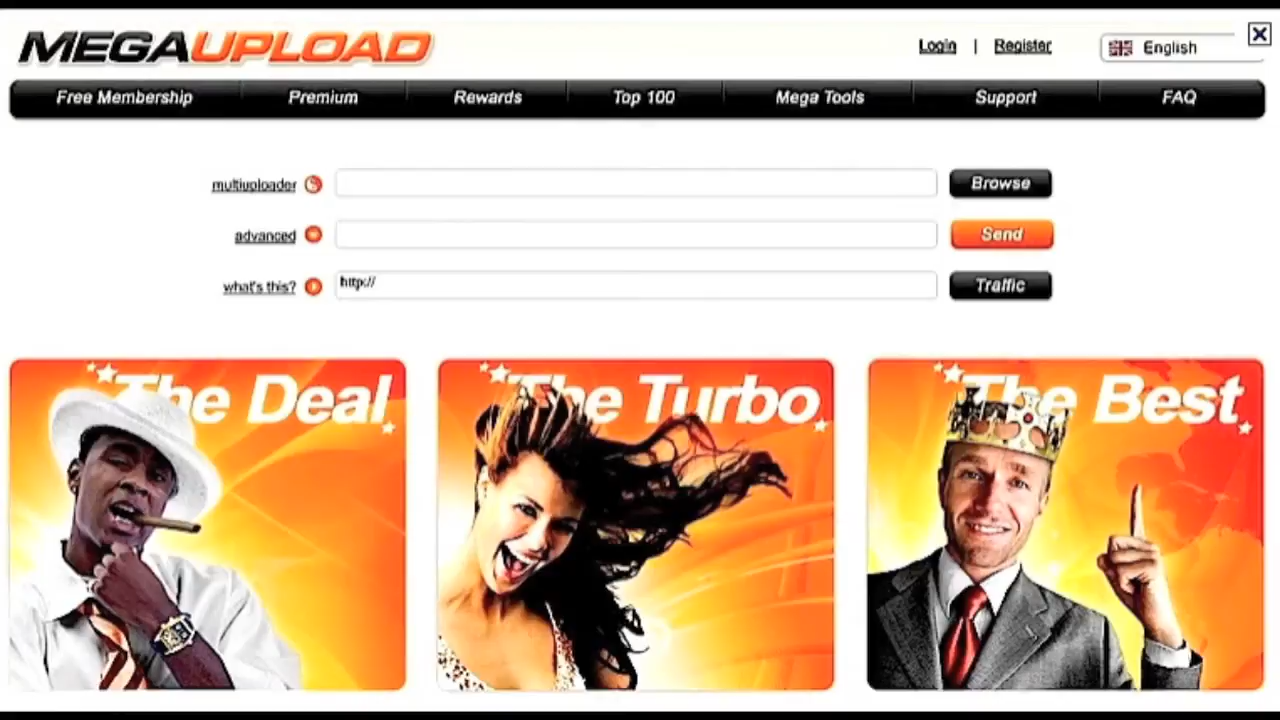 MEGAUPLOAD
Login | Register
English
Free Membership Premium Rewards Top 100 Mega Tools Support FAQ
multiuploader Browse
advanced Send
what's this? http:// Traffic
The Deal
The Turbo
The Best